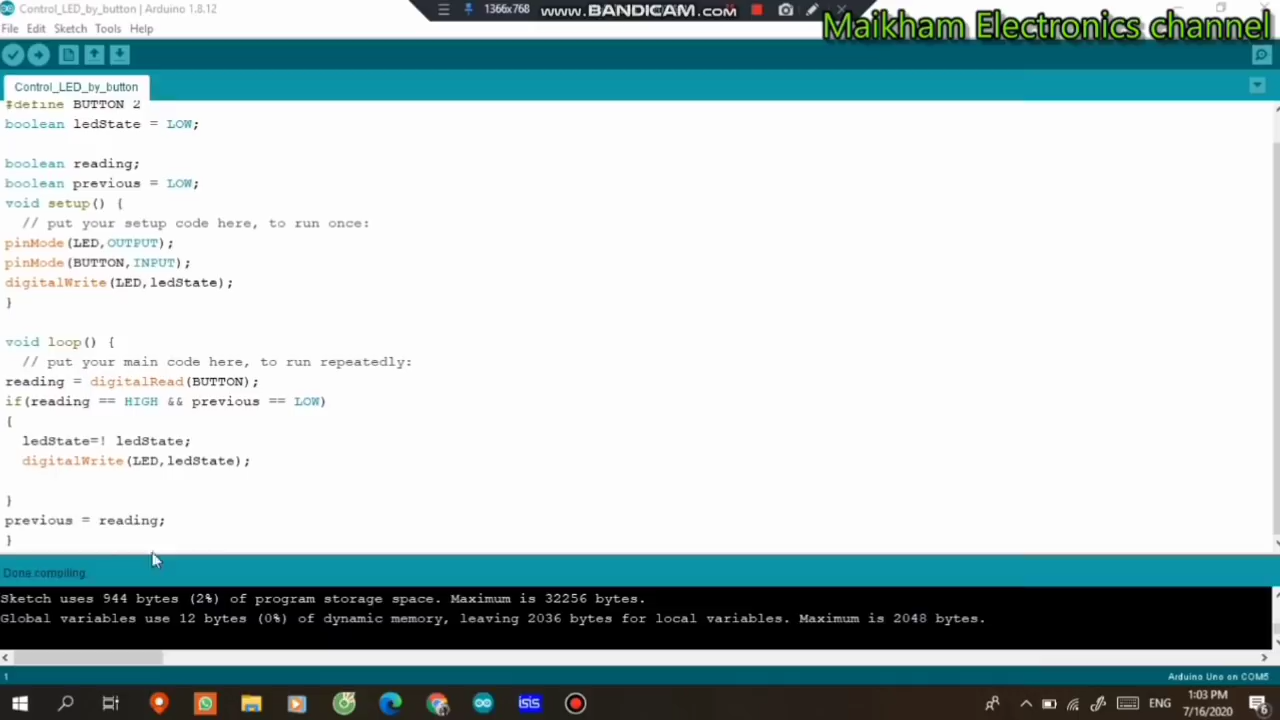 Control_LED_by_button | Arduino 1.8.12
1366x768
www.BANDICAM.com
Maikham Electronics channel
File Edit Sketch Tools Help
Control_LED_by_button
#define BUTTON 2
boolean ledState = LOW;
boolean reading;
boolean previous = LOW;
void setup() {
// put your setup code here, to run once:
pinMode(LED,OUTPUT);
pinMode(BUTTON,INPUT);
digitalWrite(LED,ledState);
}
void loop() {
// put your main code here, to run repeatedly:
reading = digitalRead(BUTTON);
if(reading == HIGH && previous == LOW)
{
ledState=! ledState;
digitalWrite(LED,ledState);
}
previous = reading;
}
Done compiling.
Sketch uses 944 bytes (2%) of program storage space. Maximum is 32256 bytes.
Global variables use 12 bytes (0%) of dynamic memory, leaving 2036 bytes for local variables. Maximum is 2048 bytes.
1
Arduino Uno on COM5
isis
ENG
1:03 PM
7/16/2020
6